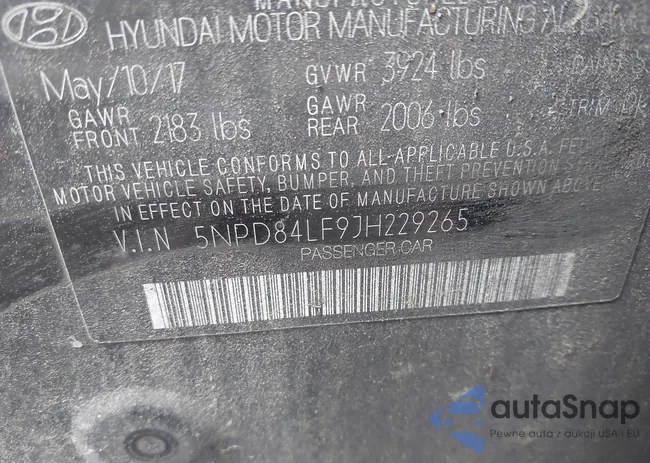 HYUNDAI MOTOR MANUFACTURING
May/10/17
GVWR 3924 lbs
GAWR FRONT 2183 lbs
GAWR REAR 2006 lbs
TRIM
THIS VEHICLE CONFORMS TO ALL APPLICABLE U.S.A. FE
MOTOR VEHICLE SAFETY, BUMPER, AND THEFT PREVENTION
IN EFFECT ON THE DATE OF MANUFACTURE SHOWN ABOVE
V.I.N 5NPD84LF9JH229265
PASSENGER CAR
autaSnap
Pewne auta z aukcji USA i EU